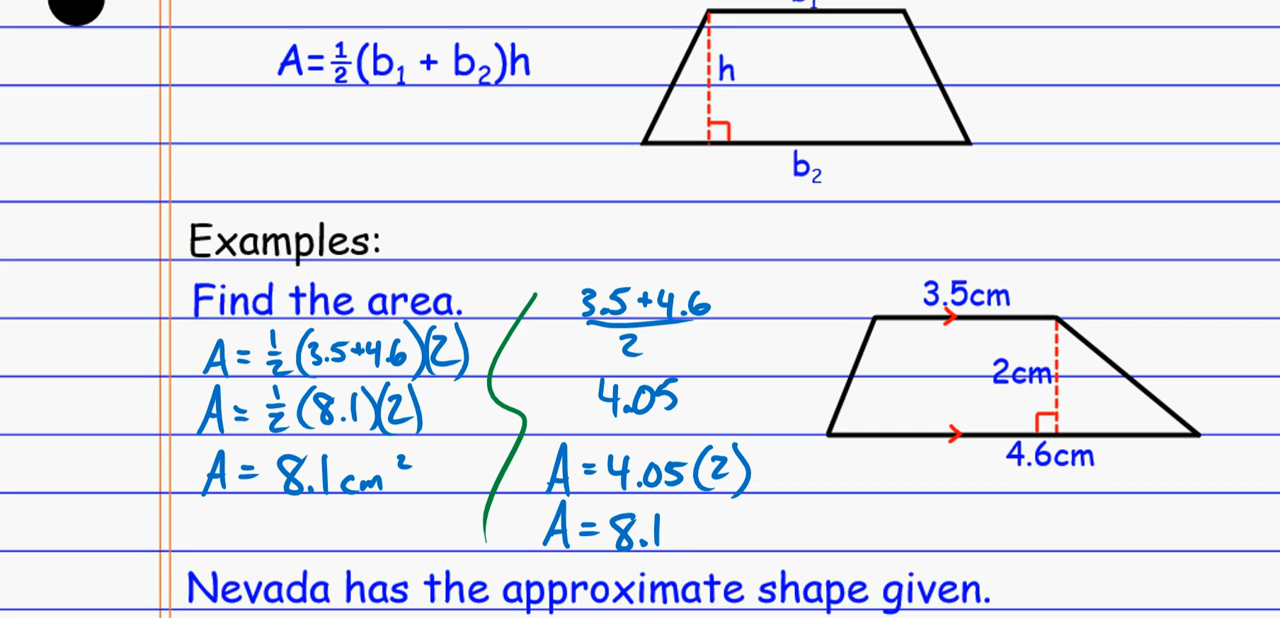 b₁
A=½(b₁ + b₂)h
h
b₂
Examples:
Find the area.
A = ½(3.5+4.6)(2)
A = ½(8.1)(2)
A = 8.1cm²
3.5+4.6
2
4.05
A = 4.05(2)
A = 8.1
3.5cm
2cm
4.6cm
Nevada has the approximate shape given.